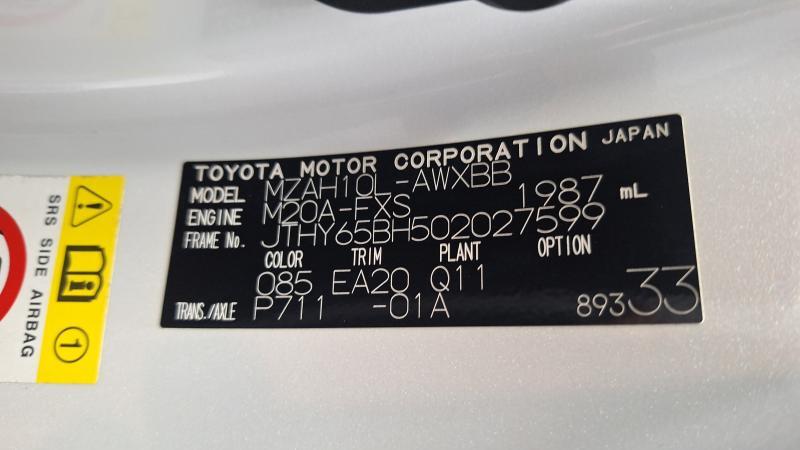 TOYOTA MOTOR CORPORATION JAPAN
MODEL MZAH10L-AWXBB
ENGINE M20A-FXS 1987 mL
FRAME No. JTHY65BH502027599
COLOR TRIM PLANT OPTION
085 EA20 Q11
TRANS./AXLE P711 -01A 89333
SRS SIDE AIRBAG
1